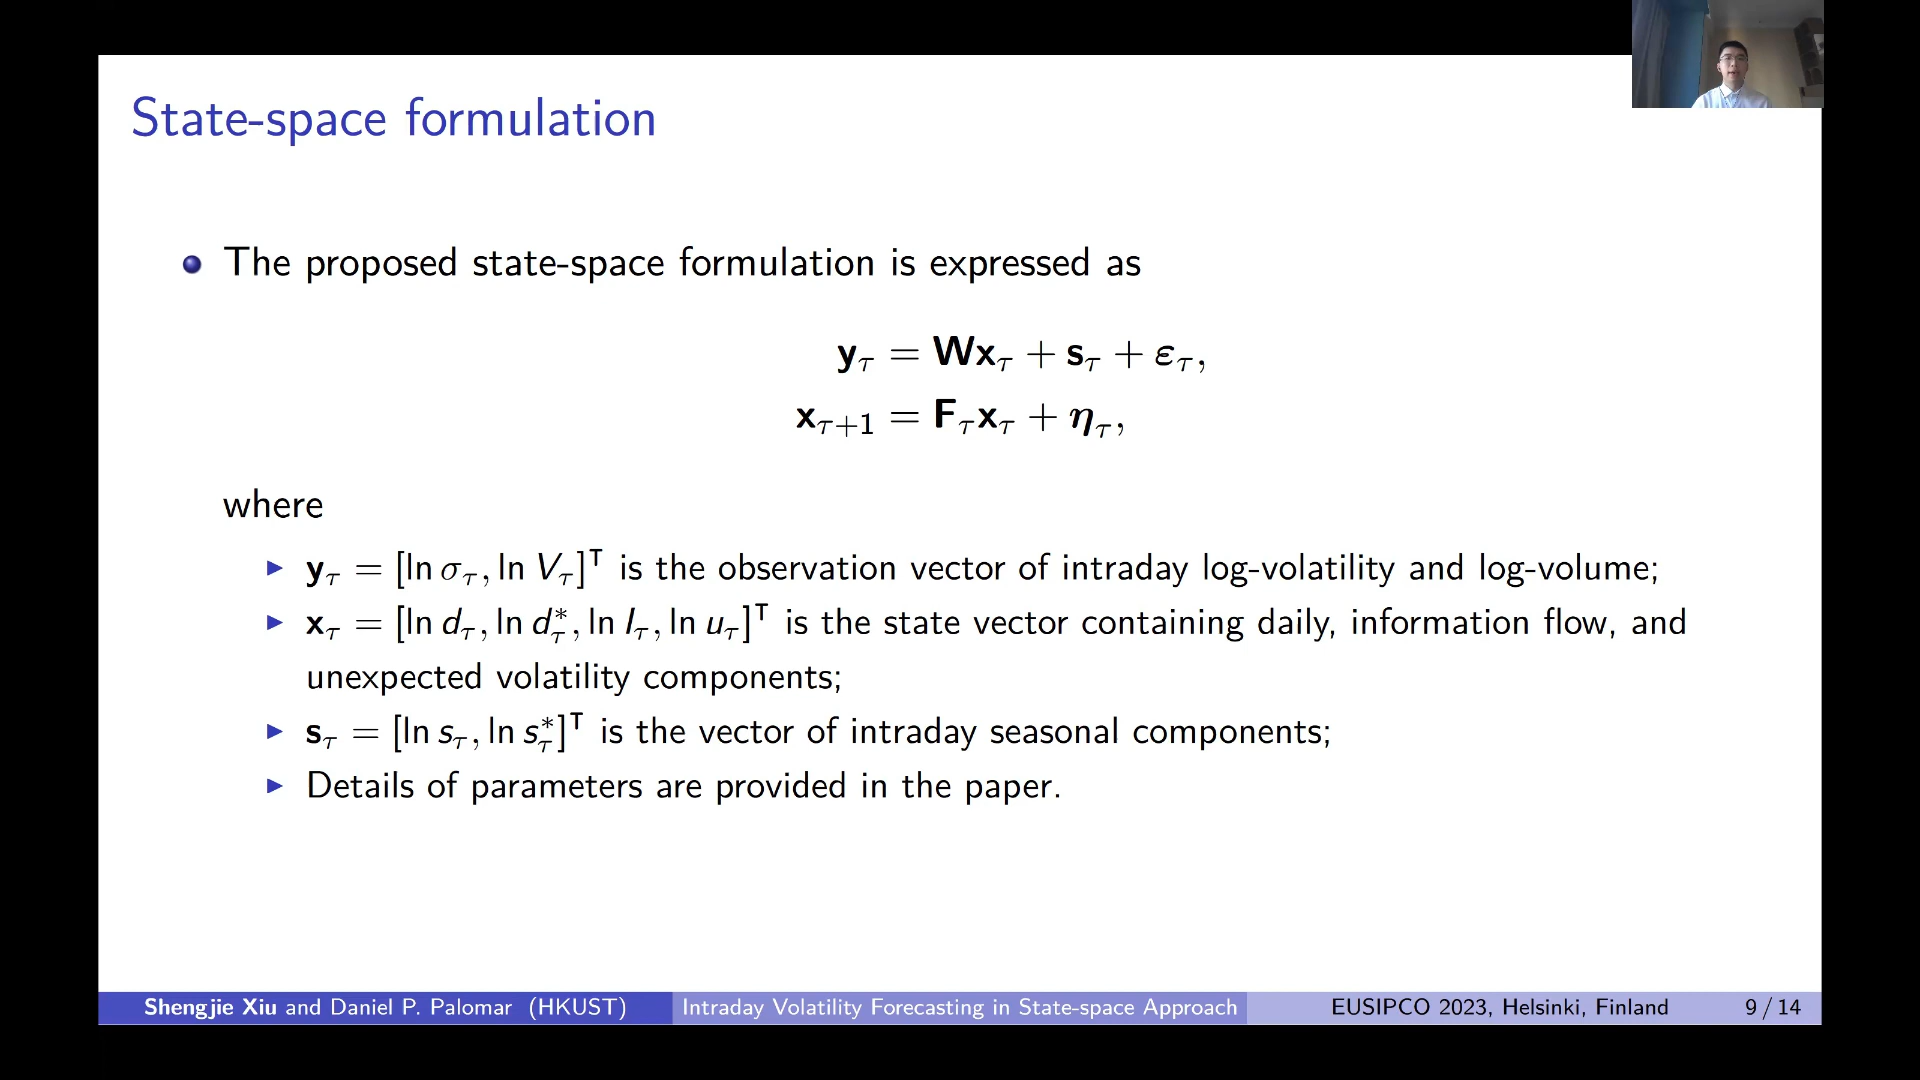 State-space formulation
The proposed state-space formulation is expressed as
𝐲_τ = 𝐖𝐱_τ + 𝐬_τ + 𝜺_τ,
𝐱_{τ+1} = 𝐅_τ𝐱_τ + 𝜼_τ,
where
▶ 𝐲_τ = [ln σ_τ, ln V_τ]^T is the observation vector of intraday log-volatility and log-volume;
▶ 𝐱_τ = [ln d_τ, ln d*_τ, ln I_τ, ln u_τ]^T is the state vector containing daily, information flow, and
unexpected volatility components;
▶ 𝐬_τ = [ln s_τ, ln s*_τ]^T is the vector of intraday seasonal components;
▶ Details of parameters are provided in the paper.
Shengjie Xiu and Daniel P. Palomar (HKUST) Intraday Volatility Forecasting in State-space Approach EUSIPCO 2023, Helsinki, Finland 9 / 14